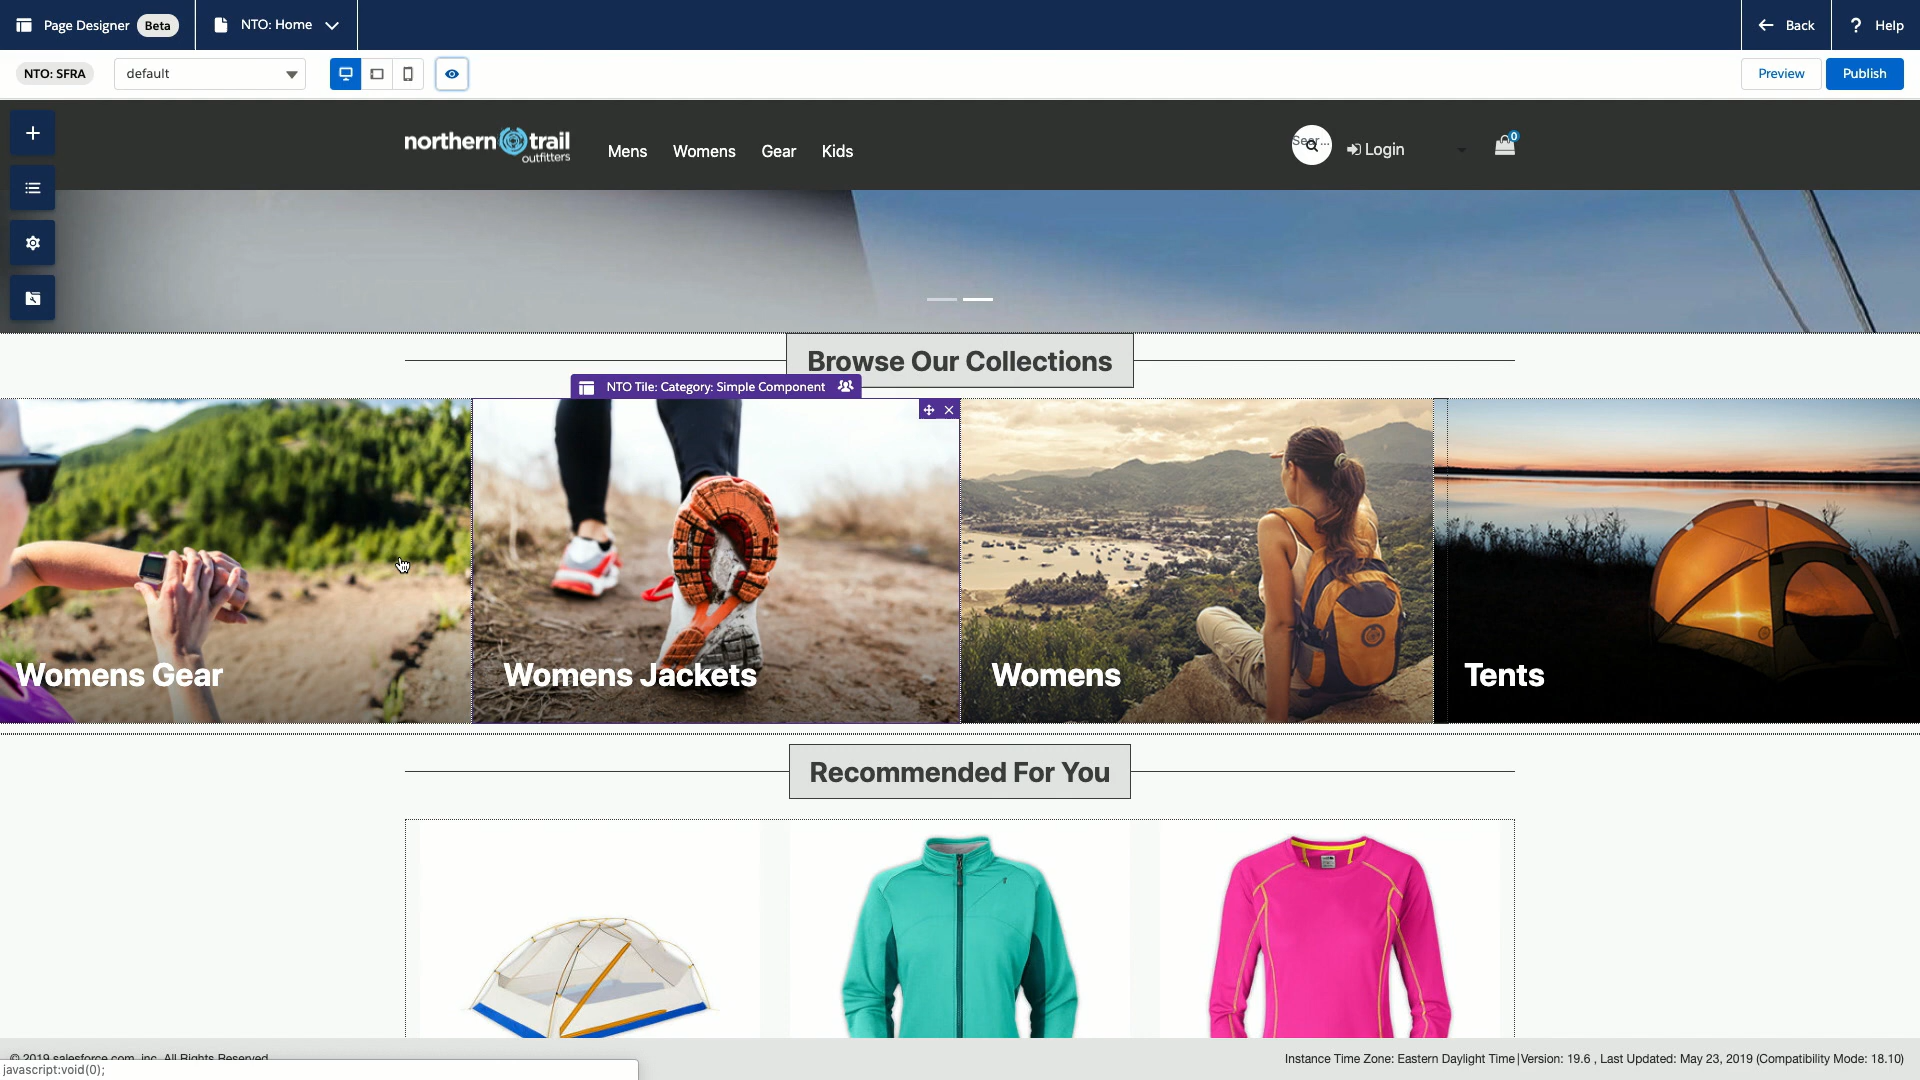 Page Designer Beta
NTO: Home
Back
? Help
NTO: SFRA
default
Preview
Publish
northern trail
outfitters
Mens
Womens
Gear
Kids
Sear...
Login
0
Browse Our Collections
NTO Tile: Category: Simple Component
Womens Gear
Womens Jackets
Womens
Tents
Recommended For You
© 2019 salesforce.com, inc. All Rights Reserved.
Instance Time Zone: Eastern Daylight Time | Version: 19.6 , Last Updated: May 23, 2019 (Compatibility Mode: 18.10)
javascript:void(0);